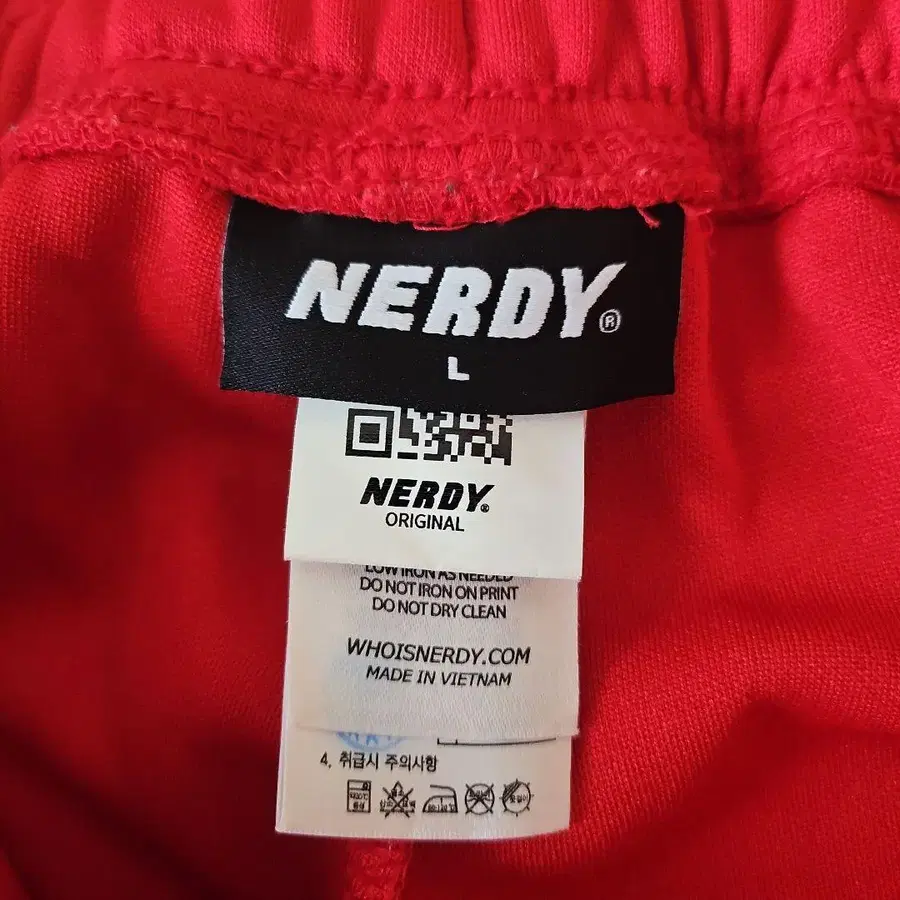 NERDY®
L
NERDY®
ORIGINAL
LOW IRON AS NEEDED
DO NOT IRON ON PRINT
DO NOT DRY CLEAN
WHOISNERDY.COM
MADE IN VIETNAM
4. 취급시 주의사항